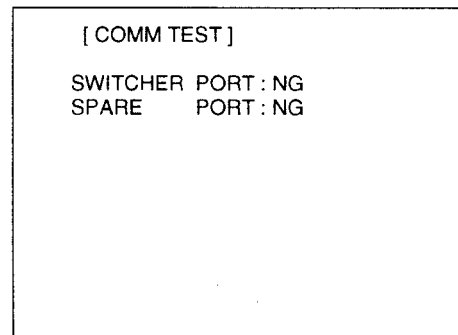 [ COMM TEST ]
SWITCHER PORT : NG
SPARE PORT : NG